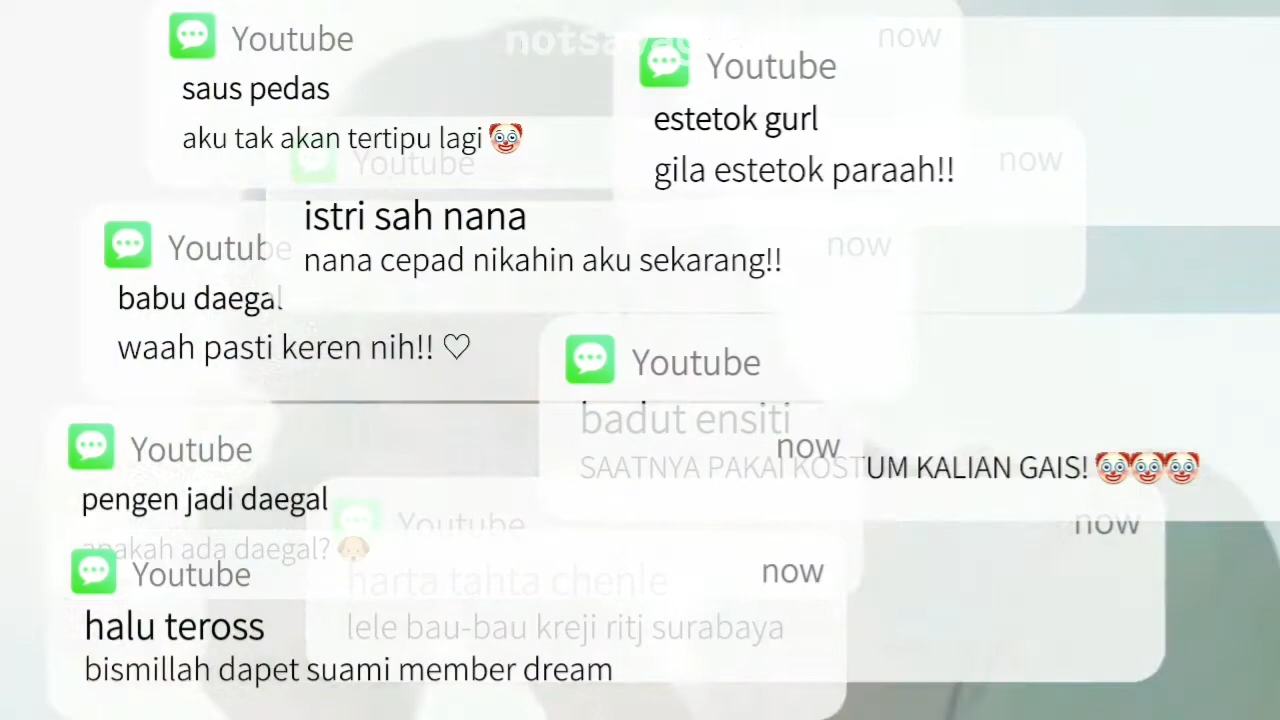 Youtube
saus pedas
aku tak akan tertipu lagi 🤡
now
Youtube
estetok gurl
gila estetok paraah!!
Youtube
now
istri sah nana
nana cepad nikahin aku sekarang!!
Youtube
now
babu daegal
waah pasti keren nih!! ♡
Youtube
badut ensiti
now
SAATNYA PAKAI KOSTUM KALIAN GAIS! 🤡🤡🤡
Youtube
pengen jadi daegal
apakah ada daegal? 🐶
Youtube
now
harta tahta chenle
lele bau-bau kreji ritj surabaya
Youtube
now
halu teross
bismillah dapet suami member dream